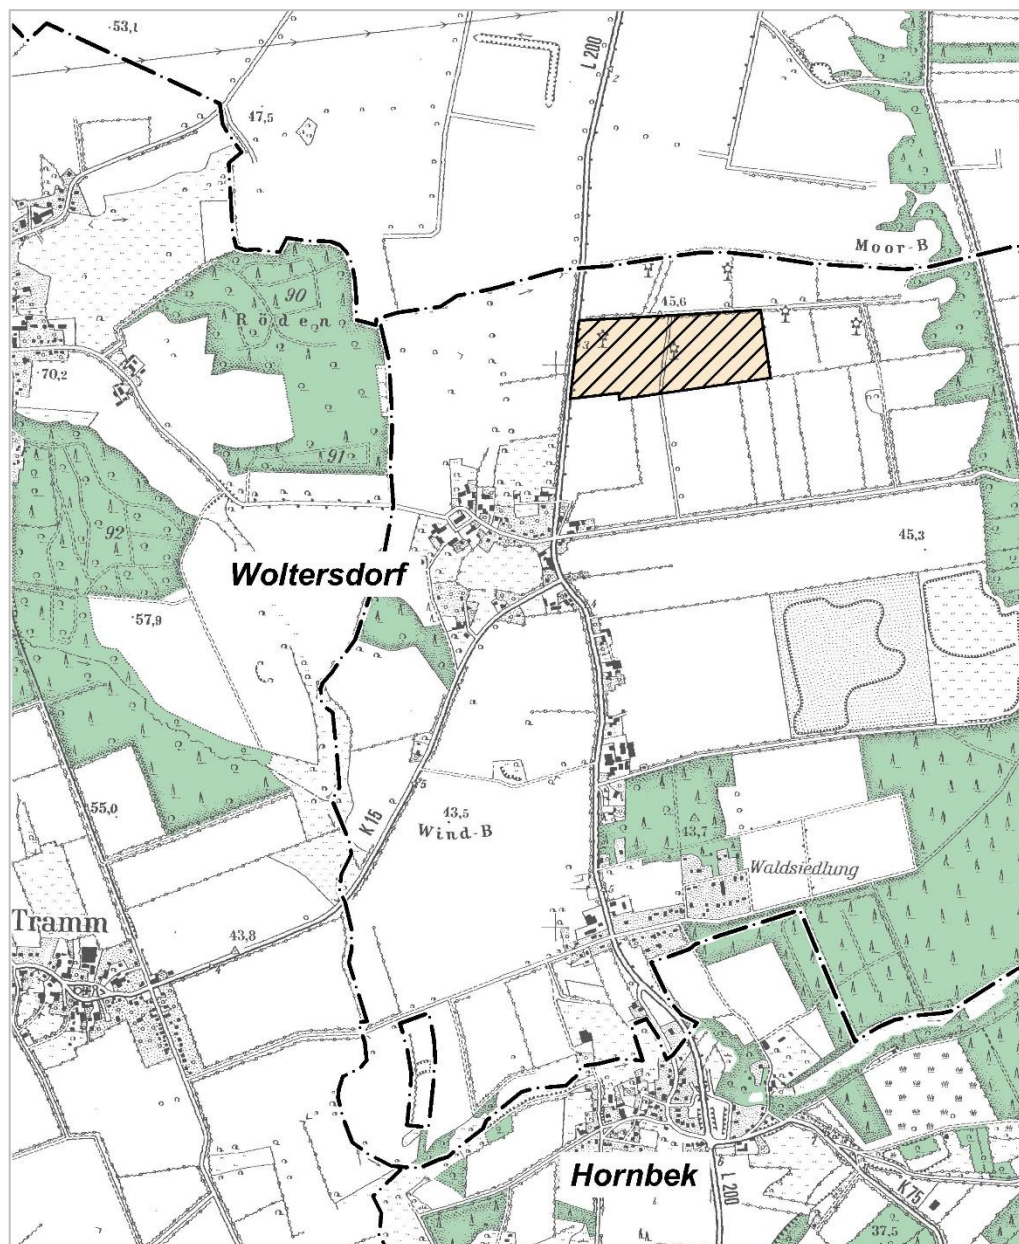 53,1
L 200
47,5
Moor-B
90
Röden
45,6
70,2
91
92
45,3
Woltersdorf
57,9
55,0
K 15
43,5
Wind-B
43,7
Waldsiedlung
Tramm
43,8
Hornbek
L 200
K 75
37,5